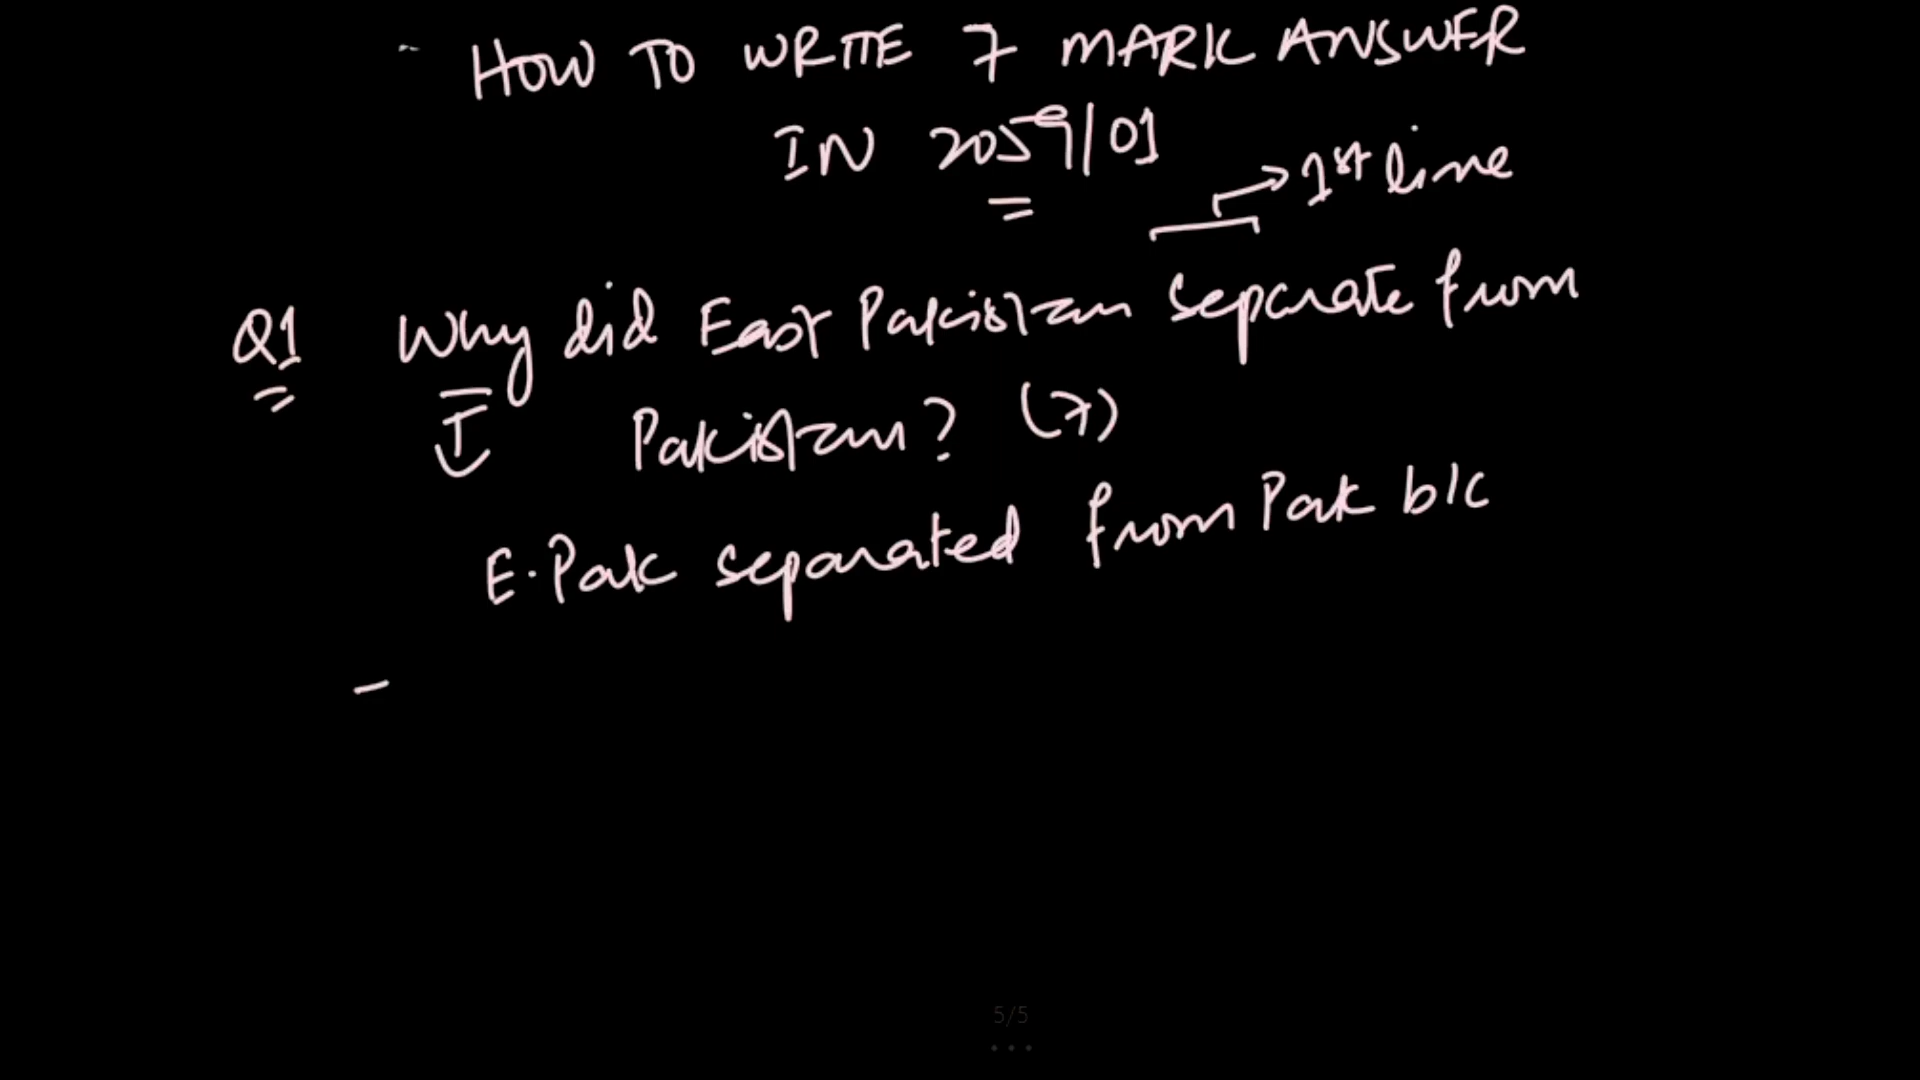 HOW TO WRITE 7 MARK ANSWER
IN 2059/01
→ 1st line
Q1 Why did East Pakistan separate from
Pakistan? (7)
E. Pak separated from Pak b/c
-
5/5